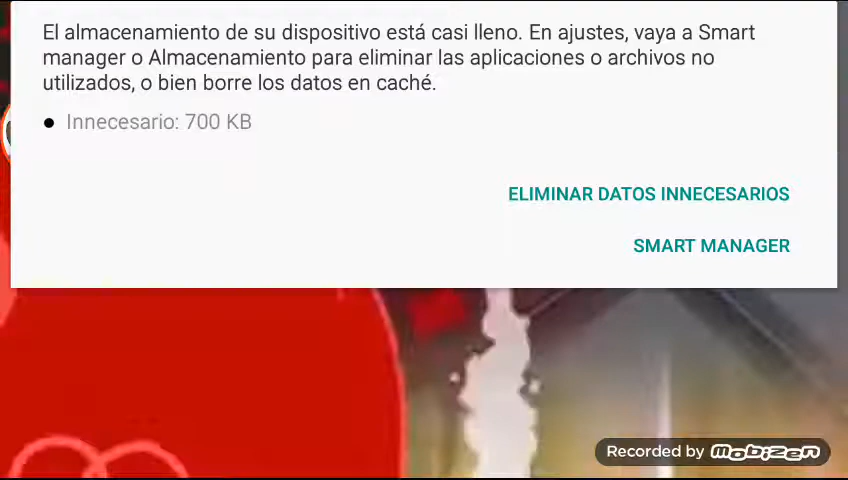 El almacenamiento de su dispositivo está casi lleno. En ajustes, vaya a Smart
manager o Almacenamiento para eliminar las aplicaciones o archivos no
utilizados, o bien borre los datos en caché.
● Innecesario: 700 KB
ELIMINAR DATOS INNECESARIOS
SMART MANAGER
Recorded by Mobizen